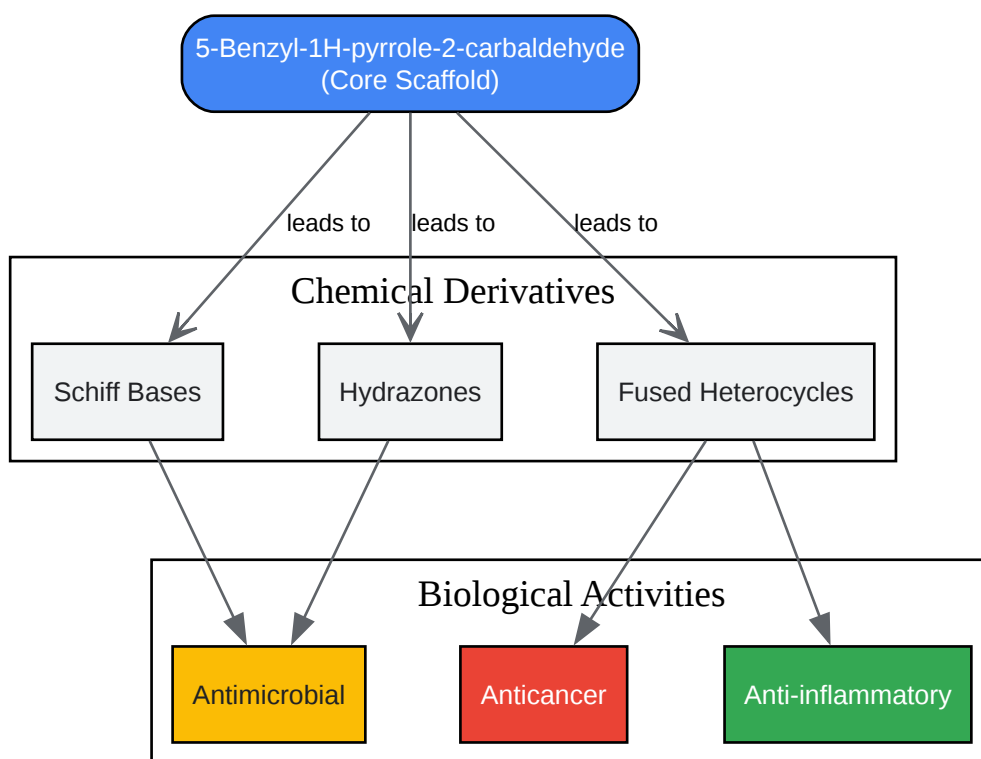 5-Benzyl-1H-pyrrole-2-carbaldehyde
(Core Scaffold)
leads to
leads to
leads to
Chemical Derivatives
Schiff Bases
Hydrazones
Fused Heterocycles
Biological Activities
Antimicrobial
Anticancer
Anti-inflammatory